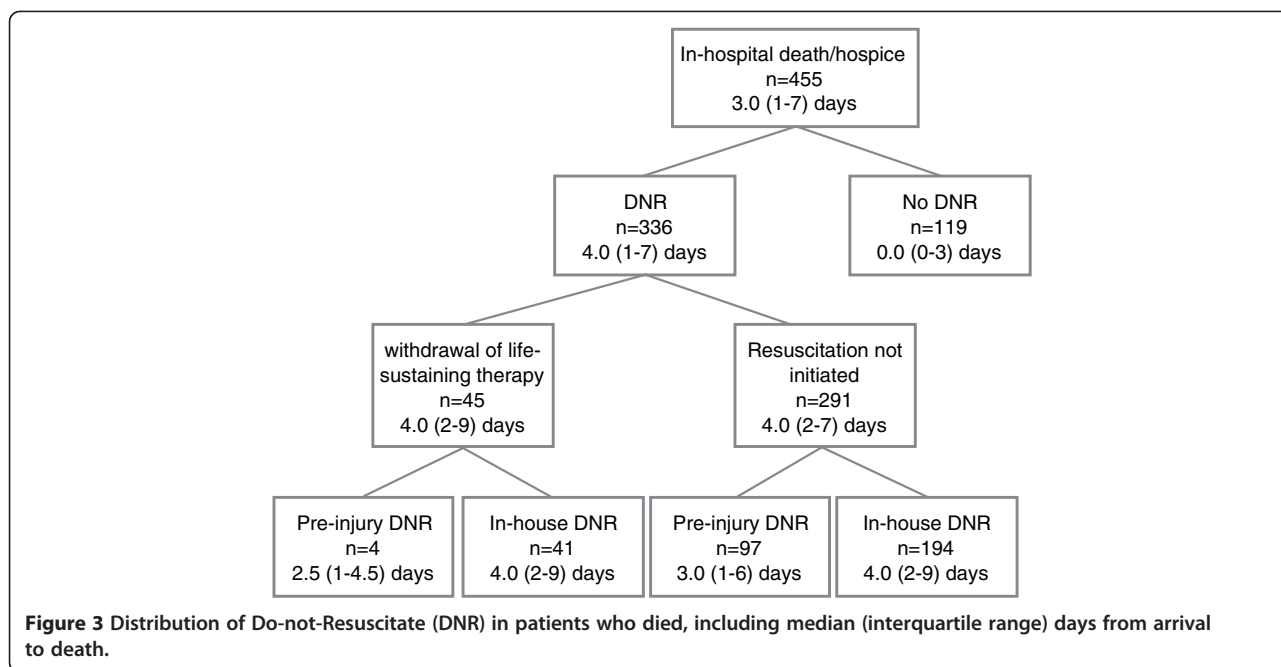 In-hospital death/hospice
n=455
3.0 (1-7) days
DNR
n=336
4.0 (1-7) days
No DNR
n=119
0.0 (0-3) days
withdrawal of life-
sustaining therapy
n=45
4.0 (2-9) days
Resuscitation not
initiated
n=291
4.0 (2-7) days
Pre-injury DNR
n=4
2.5 (1-4.5) days
In-house DNR
n=41
4.0 (2-9) days
Pre-injury DNR
n=97
3.0 (1-6) days
In-house DNR
n=194
4.0 (2-9) days
Figure 3 Distribution of Do-not-Resuscitate (DNR) in patients who died, including median (interquartile range) days from arrival
to death.